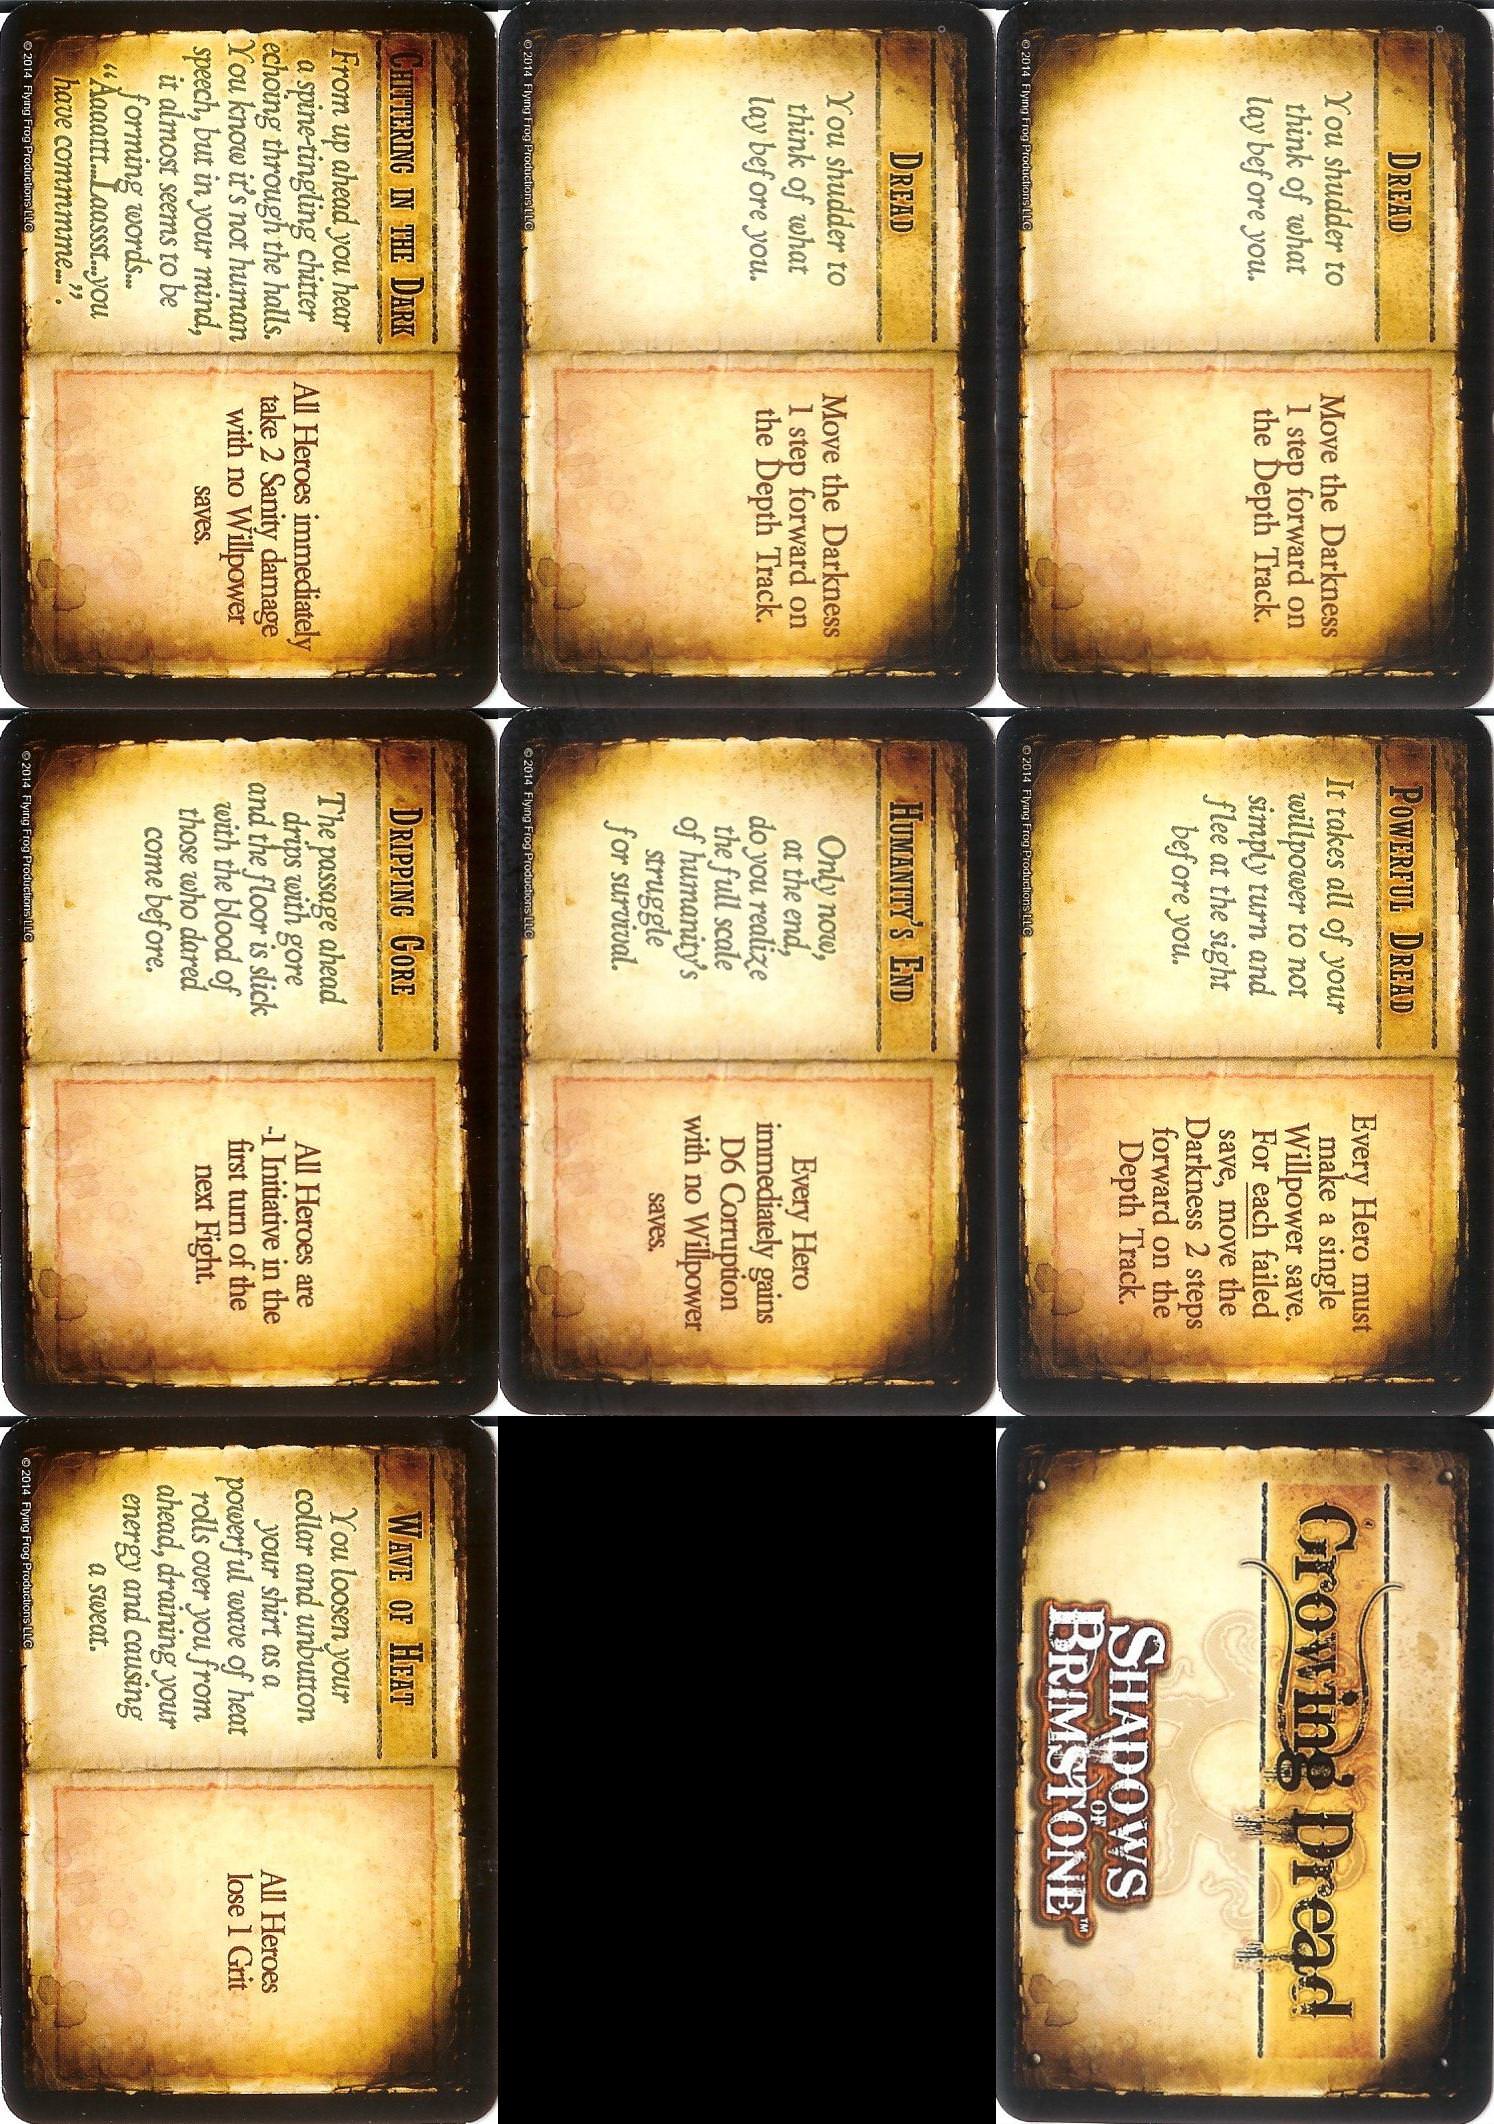 CHITTERING IN THE DARK
From up ahead you hear
a spine-tingling chitter
echoing through the halls.
You know it's not human
speech, but in your mind,
it almost seems to be
forming words...
“Aaaattt...Laassst...you
have commmme... .”
All Heroes immediately
take 2 Sanity damage
with no Willpower
saves.
© 2014 Flying Frog Productions LLC
DREAD
You shudder to
think of what
lay before you.
Move the Darkness
1 step forward on
the Depth Track.
© 2014 Flying Frog Productions LLC
DREAD
You shudder to
think of what
lay before you.
Move the Darkness
1 step forward on
the Depth Track.
© 2014 Flying Frog Productions LLC
DRIPPING GORE
The passage ahead
drips with gore
and the floor is slick
with the blood of
those who dared
come before.
All Heroes are
-1 Initiative in the
first turn of the
next Fight.
© 2014 Flying Frog Productions LLC
HUMANITY'S END
Only now,
at the end,
do you realize
the full scale
of humanity's
struggle
for survival.
Every Hero
immediately gains
D6 Corruption
with no Willpower
saves.
© 2014 Flying Frog Productions LLC
POWERFUL DREAD
It takes all of your
willpower to not
simply turn and
flee at the sight
before you.
Every Hero must
make a single
Willpower save.
For each failed
save, move the
Darkness 2 steps
forward on the
Depth Track.
© 2014 Flying Frog Productions LLC
WAVE OF HEAT
You loosen your
collar and unbutton
your shirt as a
powerful wave of heat
rolls over you from
ahead, draining your
energy and causing
a sweat.
All Heroes
lose 1 Grit
© 2014 Flying Frog Productions LLC
Growing Dread
SHADOWS
OF
BRIMSTONE™